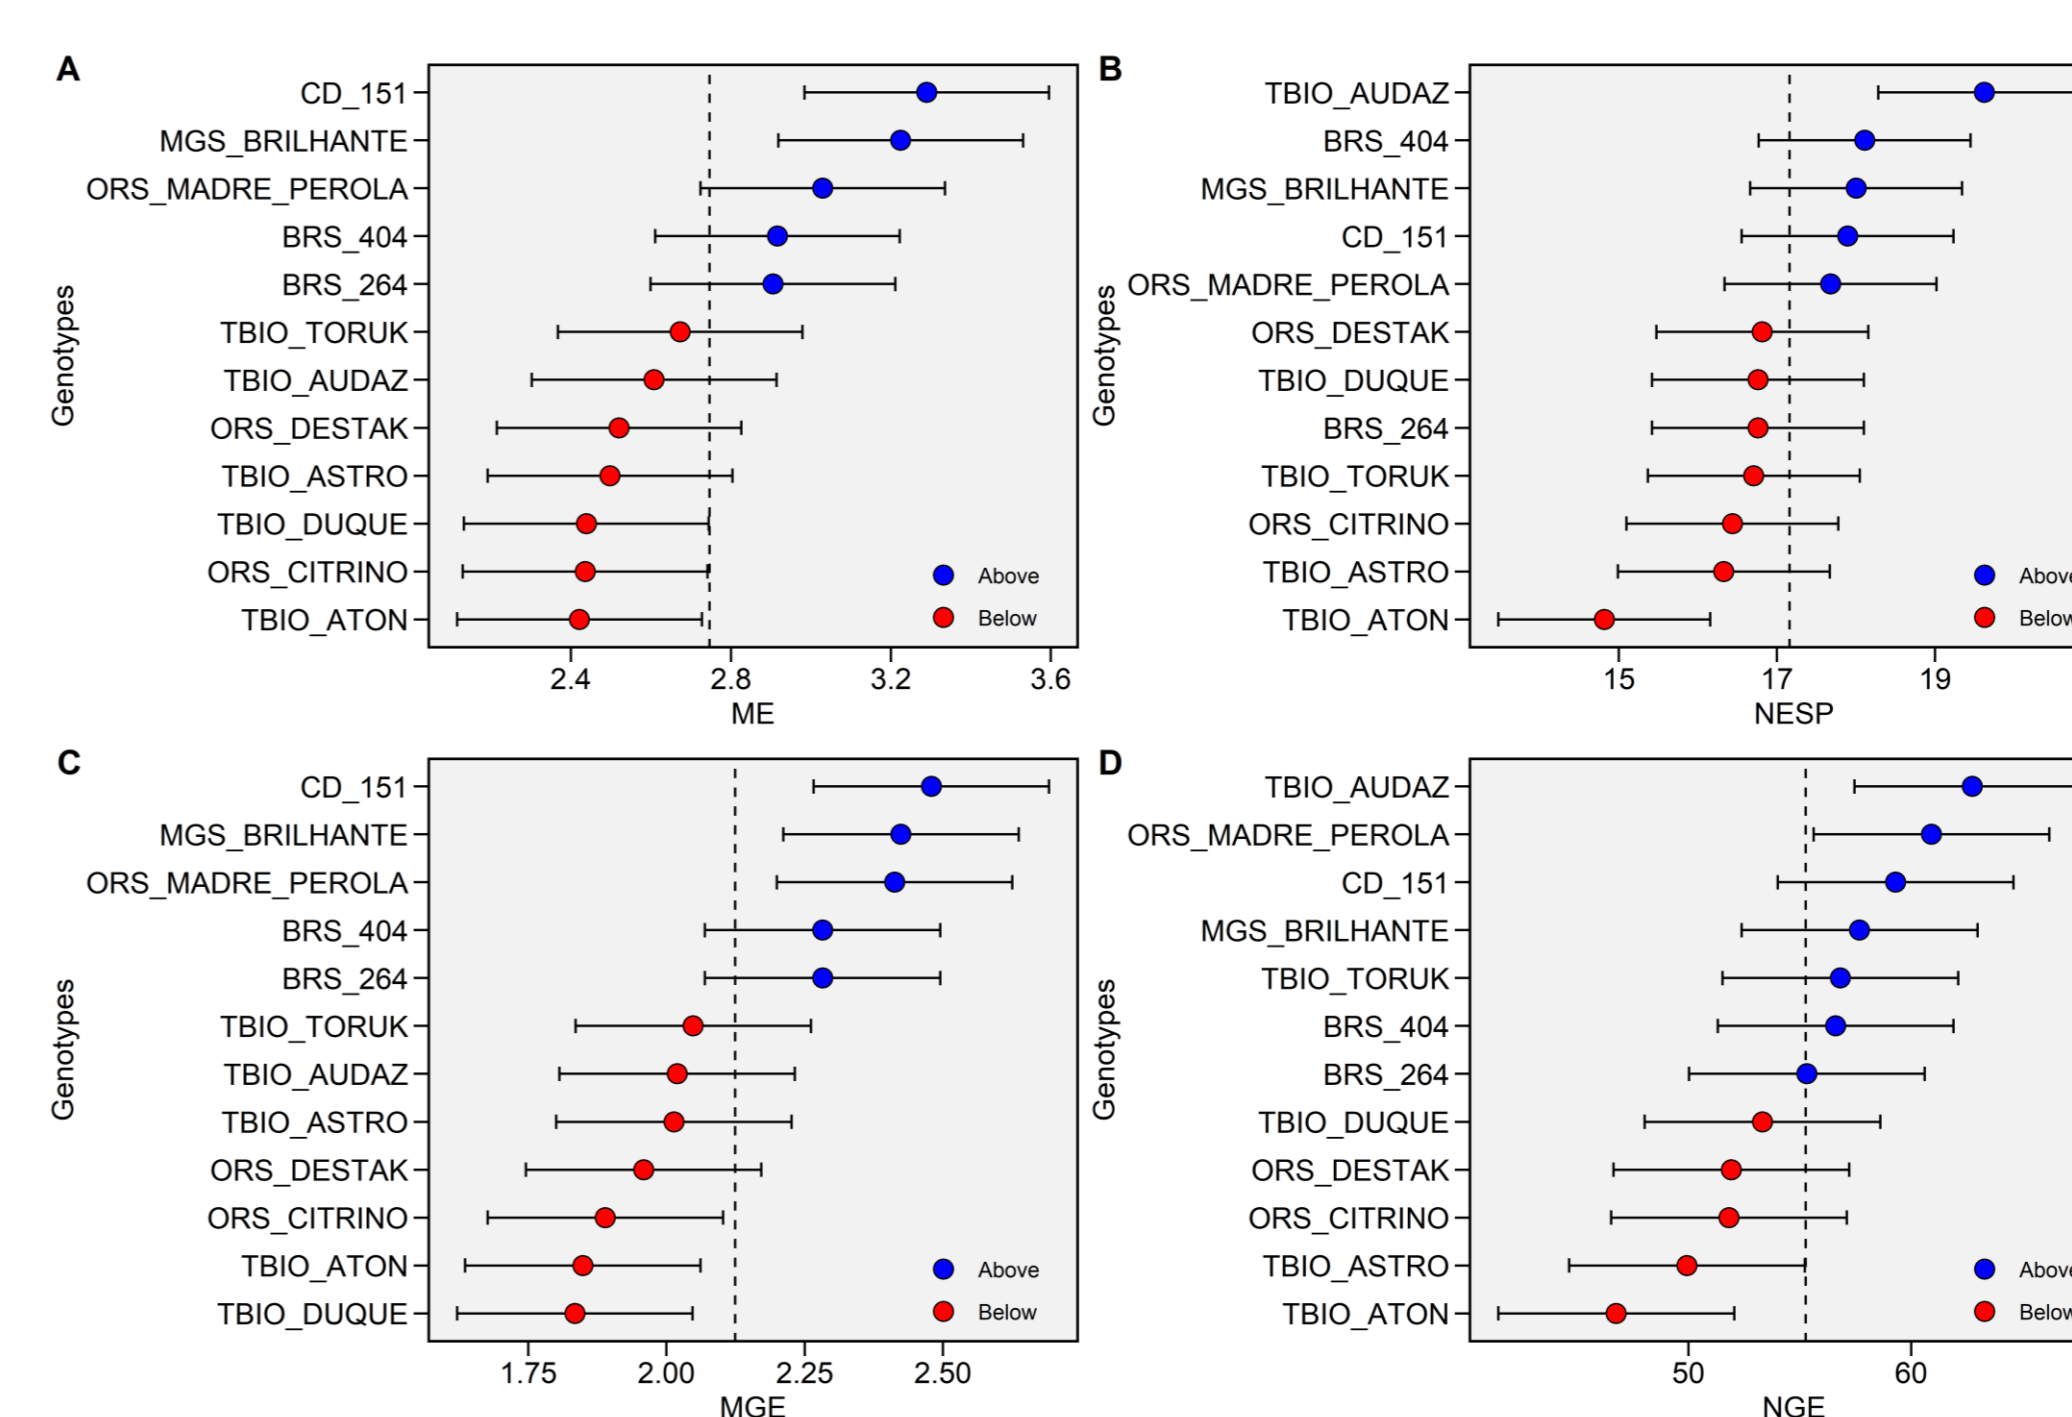 A
CD_151
MGS_BRILHANTE
ORS_MADRE_PEROLA
BRS_404
BRS_264
TBIO_TORUK
TBIO_AUDAZ
ORS_DESTAK
TBIO_ASTRO
TBIO_DUQUE
ORS_CITRINO
TBIO_ATON
Genotypes
Above
Below
2.4 2.8 3.2 3.6
ME
B
TBIO_AUDAZ
BRS_404
MGS_BRILHANTE
CD_151
ORS_MADRE_PEROLA
ORS_DESTAK
TBIO_DUQUE
BRS_264
TBIO_TORUK
ORS_CITRINO
TBIO_ASTRO
TBIO_ATON
Genotypes
Above
Below
15 17 19
NESP
C
CD_151
MGS_BRILHANTE
ORS_MADRE_PEROLA
BRS_404
BRS_264
TBIO_TORUK
TBIO_AUDAZ
TBIO_ASTRO
ORS_DESTAK
ORS_CITRINO
TBIO_ATON
TBIO_DUQUE
Genotypes
Above
Below
1.75 2.00 2.25 2.50
MGE
D
TBIO_AUDAZ
ORS_MADRE_PEROLA
CD_151
MGS_BRILHANTE
TBIO_TORUK
BRS_404
BRS_264
TBIO_DUQUE
ORS_DESTAK
ORS_CITRINO
TBIO_ASTRO
TBIO_ATON
Genotypes
Above
Below
50 60
NGE